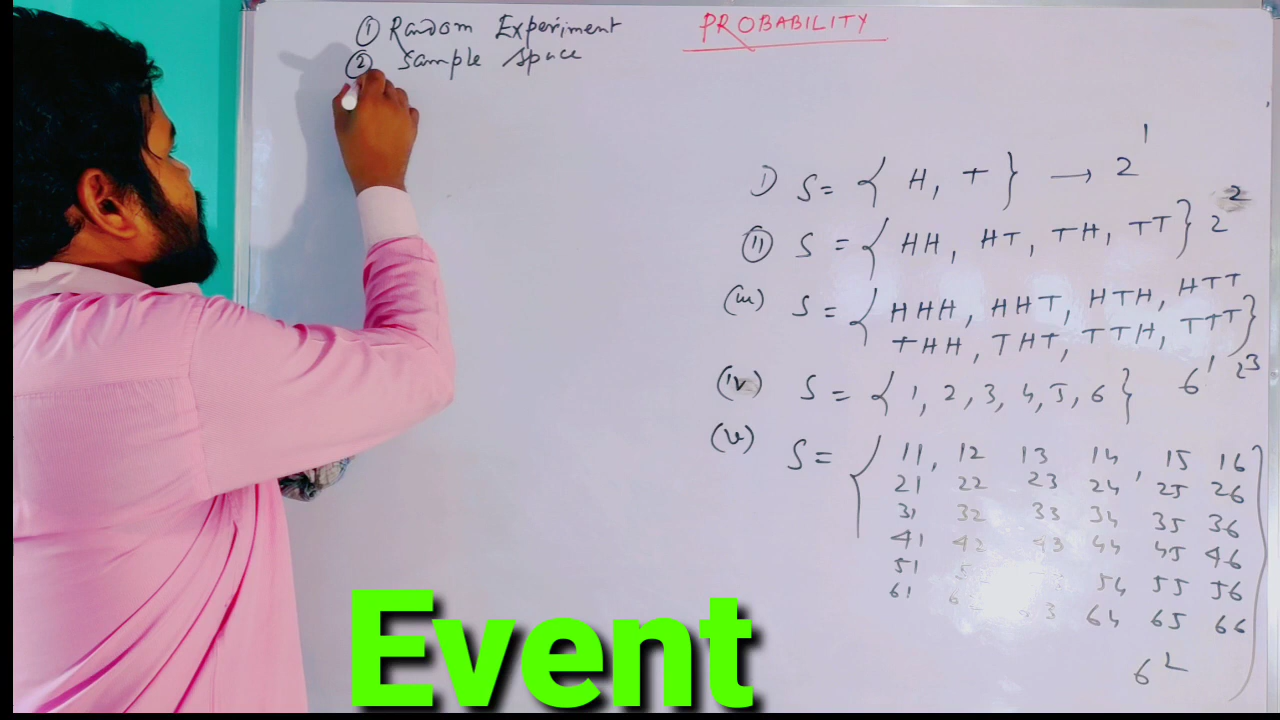 ① Random Experiment
PROBABILITY
② Sample Space
I) S = { H, T } → 2¹
(II) S = { HH, HT, TH, TT } 2²
(III) S = { HHH, HHT, HTH, HTT
THH, THT, TTH, TTT } 2³
(IV) S = { 1, 2, 3, 4, 5, 6 } 6¹
(V) S = { 11, 12 13 14, 15 16
21 22 23 24 25 26
31 32 33 34 35 36
41 42 43 44 45 46
51 54 55 56
61 64 65 66 }
6²
Event